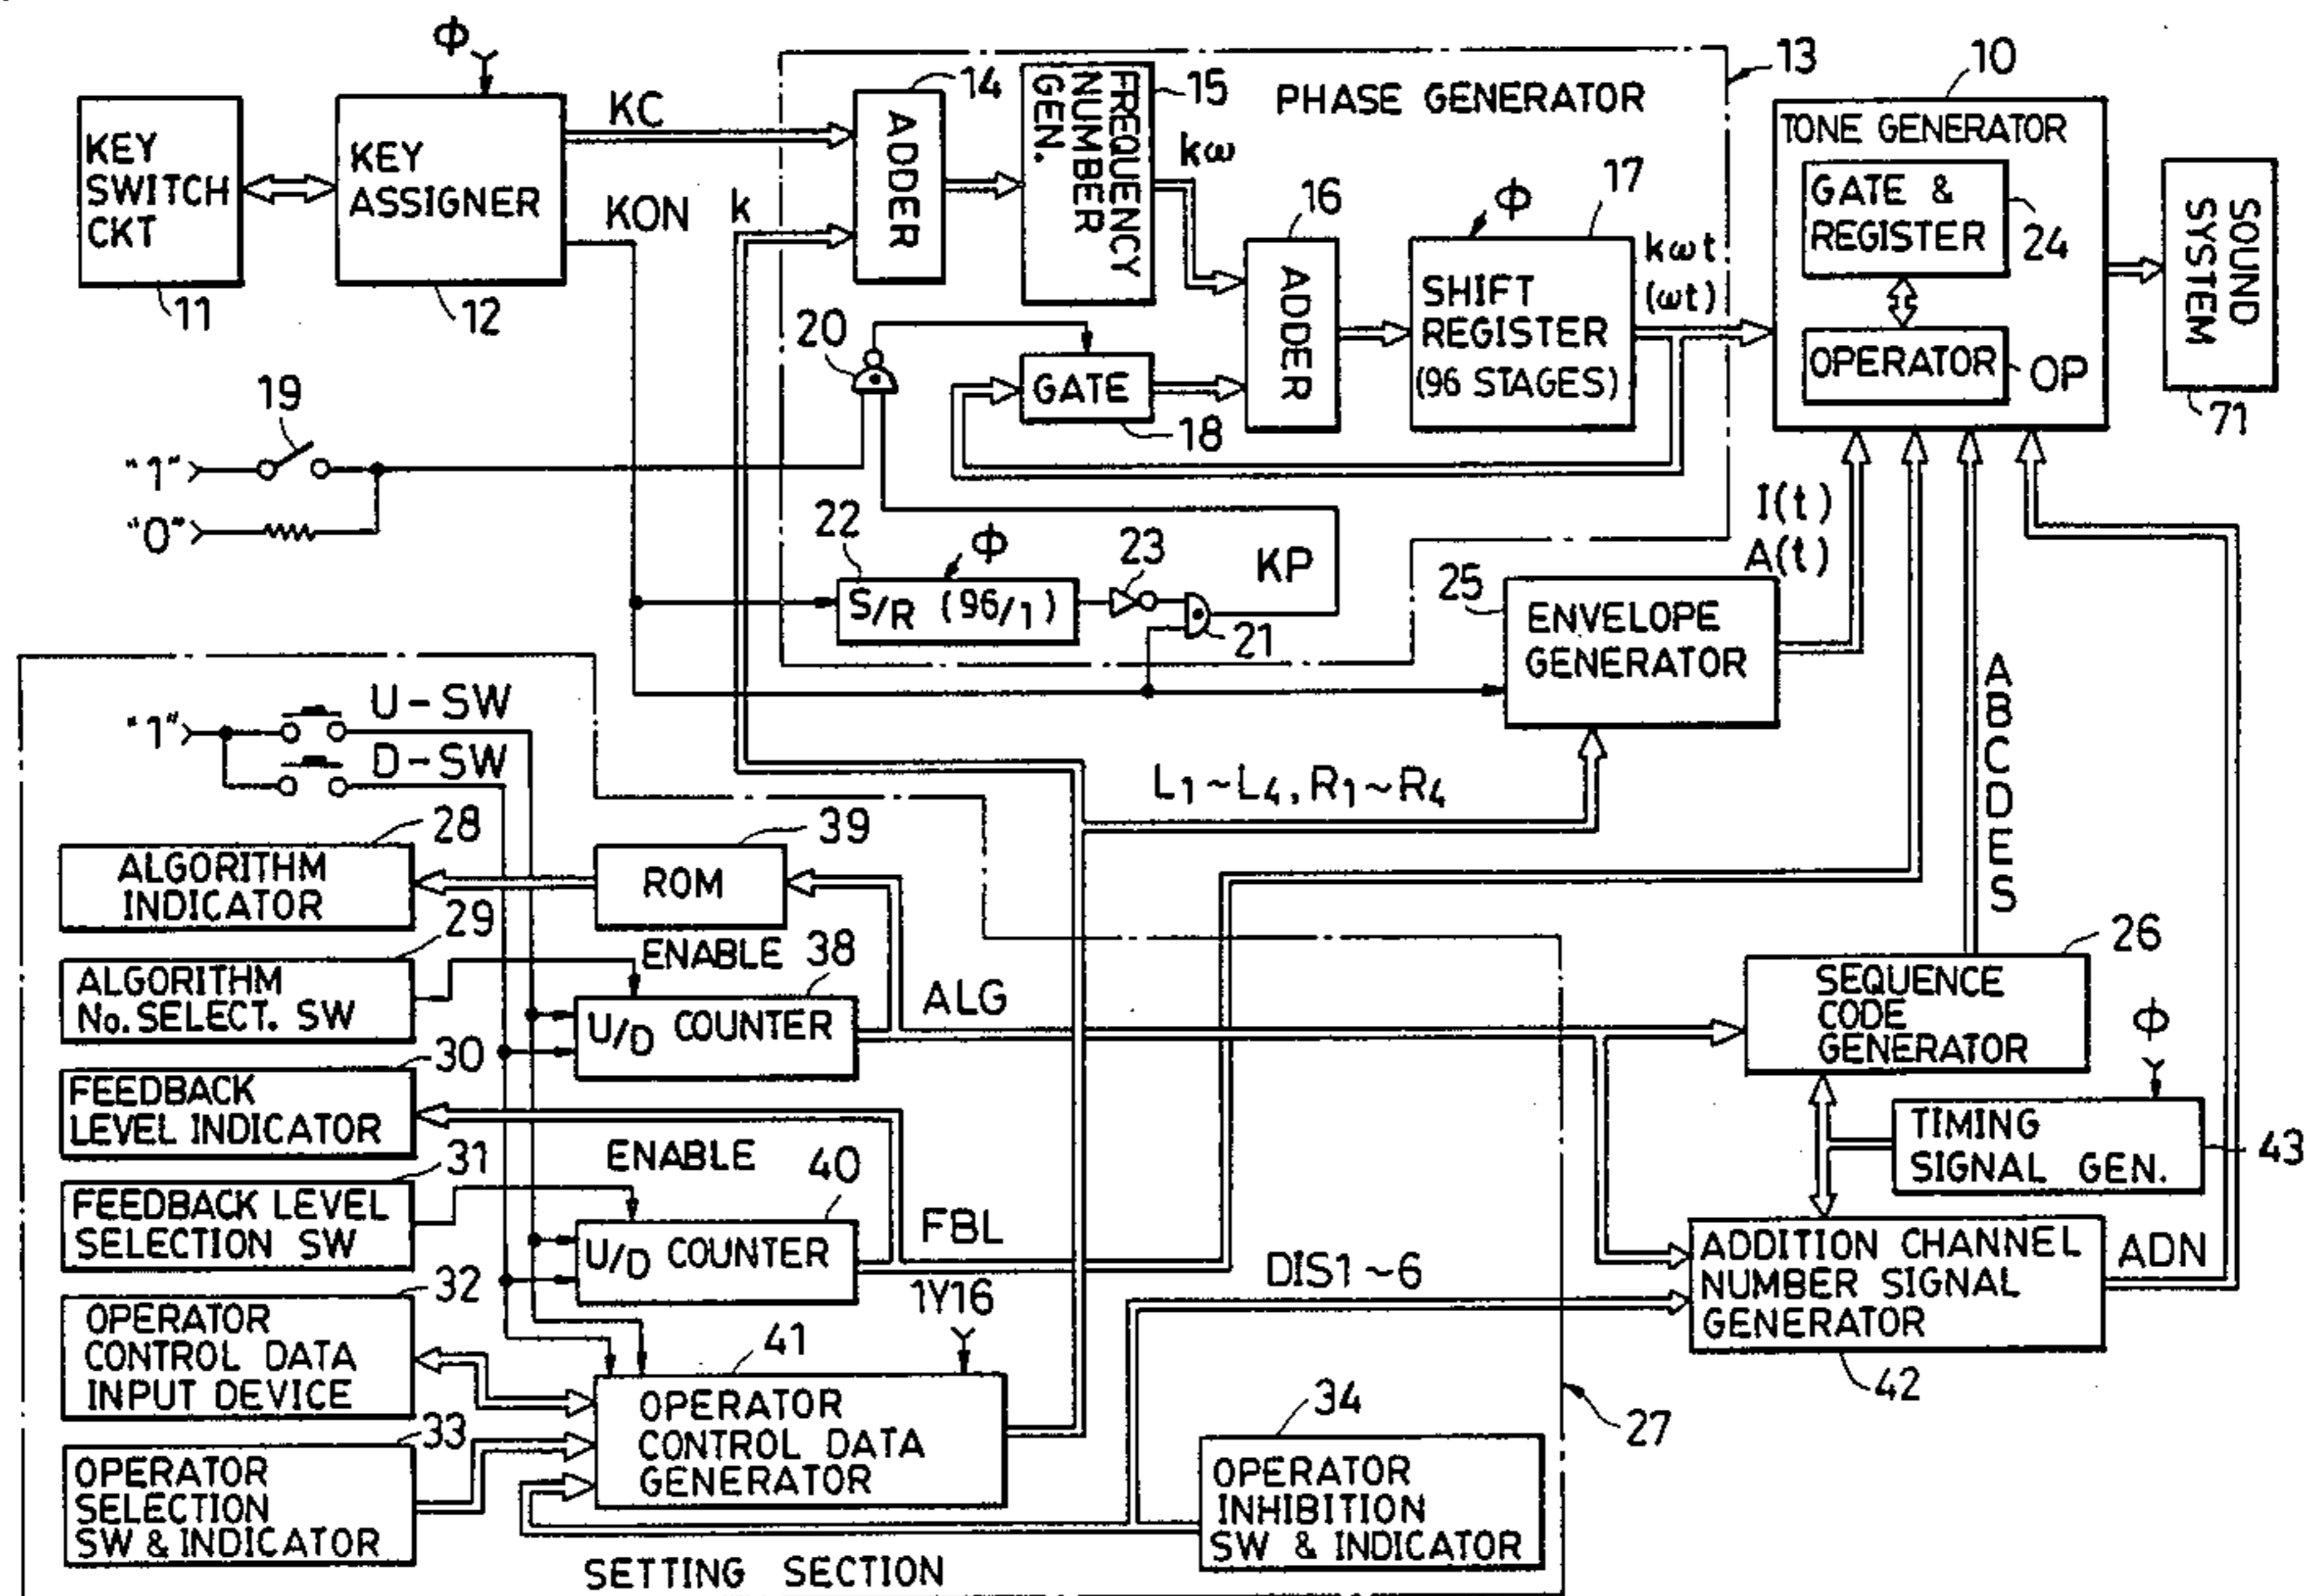 Φ
KEY
SWITCH
CKT
11
KEY
ASSIGNER
12
KC
KON
k
14
ADDER
FREQUENCY
NUMBER
GEN.
15
kω
PHASE GENERATOR
13
16
ADDER
Φ
17
SHIFT
REGISTER
(96 STAGES)
kωt
(ωt)
10
TONE GENERATOR
GATE &
REGISTER
24
OPERATOR
OP
SOUND
SYSTEM
71
20
GATE
18
19
"1"
"0"
22
Φ
23
S/R (96/1)
21
KP
25
ENVELOPE
GENERATOR
I(t)
A(t)
A
B
C
D
E
S
"1"
U-SW
D-SW
L1~L4, R1~R4
28
ALGORITHM
INDICATOR
39
ROM
29
ALGORITHM
No. SELECT. SW
ENABLE
38
U/D COUNTER
ALG
26
SEQUENCE
CODE
GENERATOR
Φ
30
FEEDBACK
LEVEL INDICATOR
TIMING
SIGNAL GEN.
43
31
FEEDBACK LEVEL
SELECTION SW
ENABLE
40
U/D COUNTER
FBL
1Y16
DIS1~6
ADDITION CHANNEL
NUMBER SIGNAL
GENERATOR
ADN
42
32
OPERATOR
CONTROL DATA
INPUT DEVICE
41
OPERATOR
CONTROL DATA
GENERATOR
33
OPERATOR
SELECTION
SW & INDICATOR
34
OPERATOR
INHIBITION
SW & INDICATOR
27
SETTING SECTION